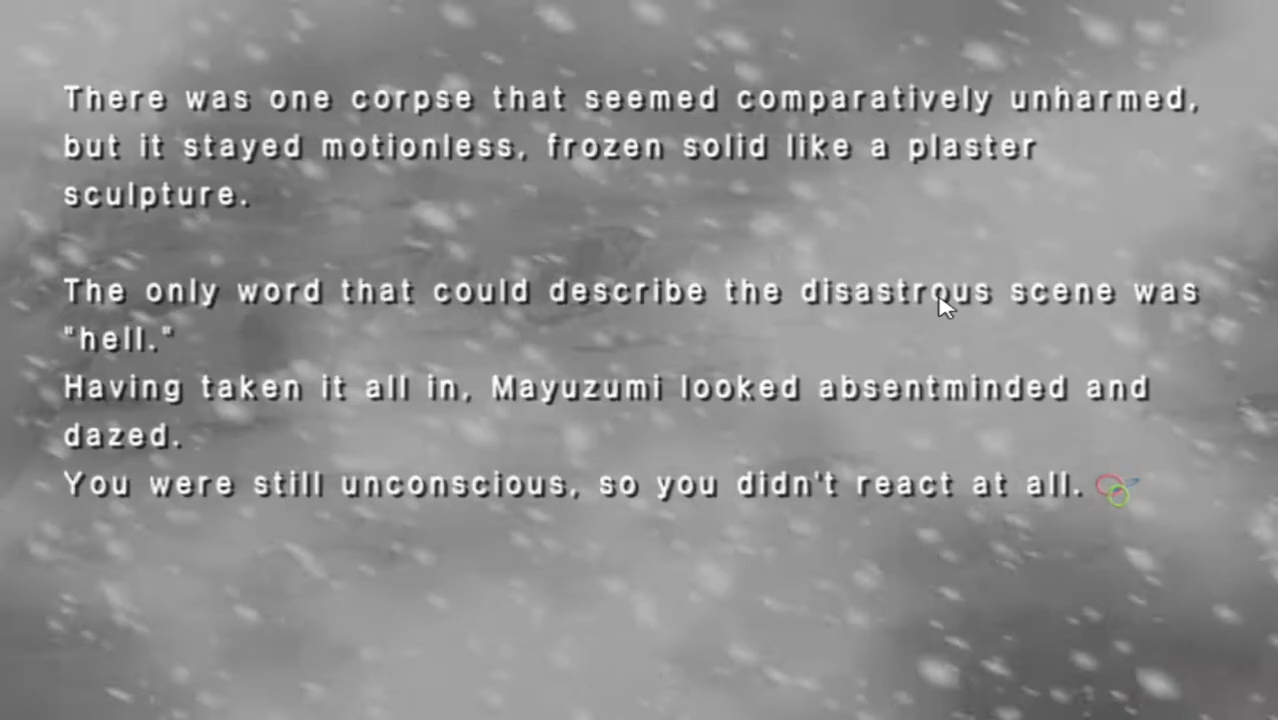 There was one corpse that seemed comparatively unharmed,
but it stayed motionless, frozen solid like a plaster
sculpture.
The only word that could describe the disastrous scene was
"hell."
Having taken it all in, Mayuzumi looked absentminded and
dazed.
You were still unconscious, so you didn't react at all.